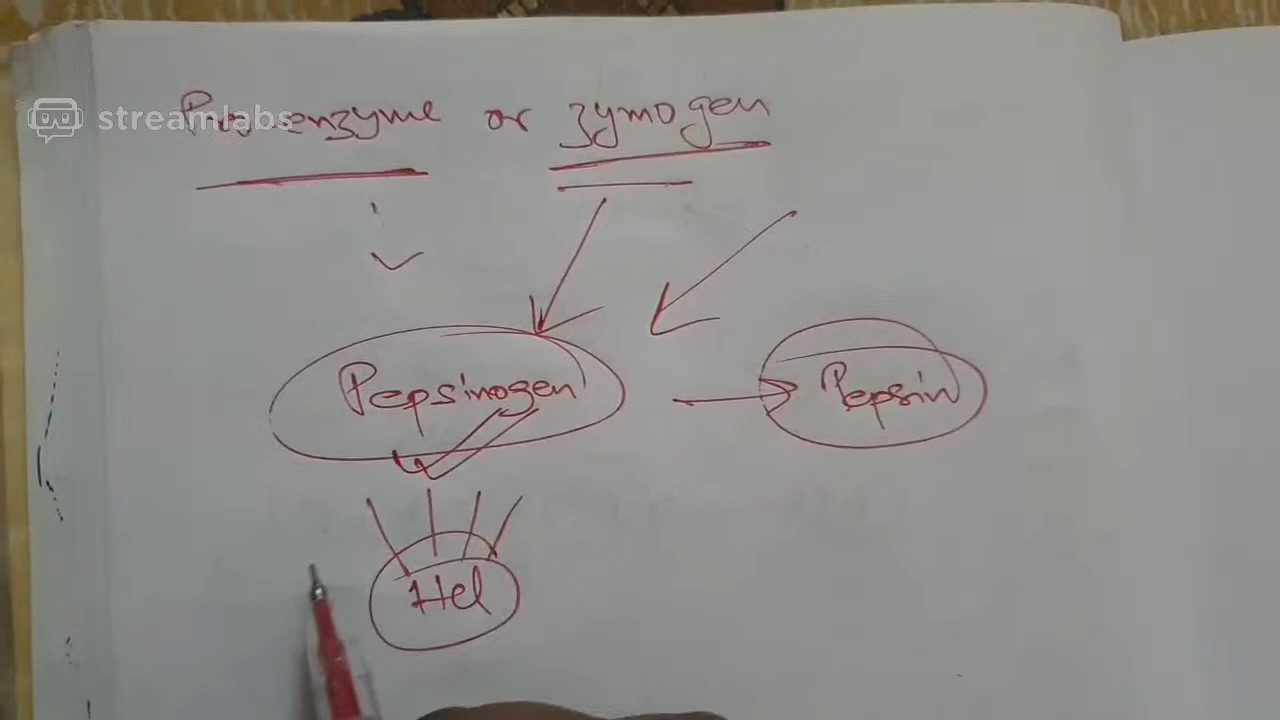 streamlabs
Proenzyme or zymogen
Pepsinogen → Pepsin
Hcl